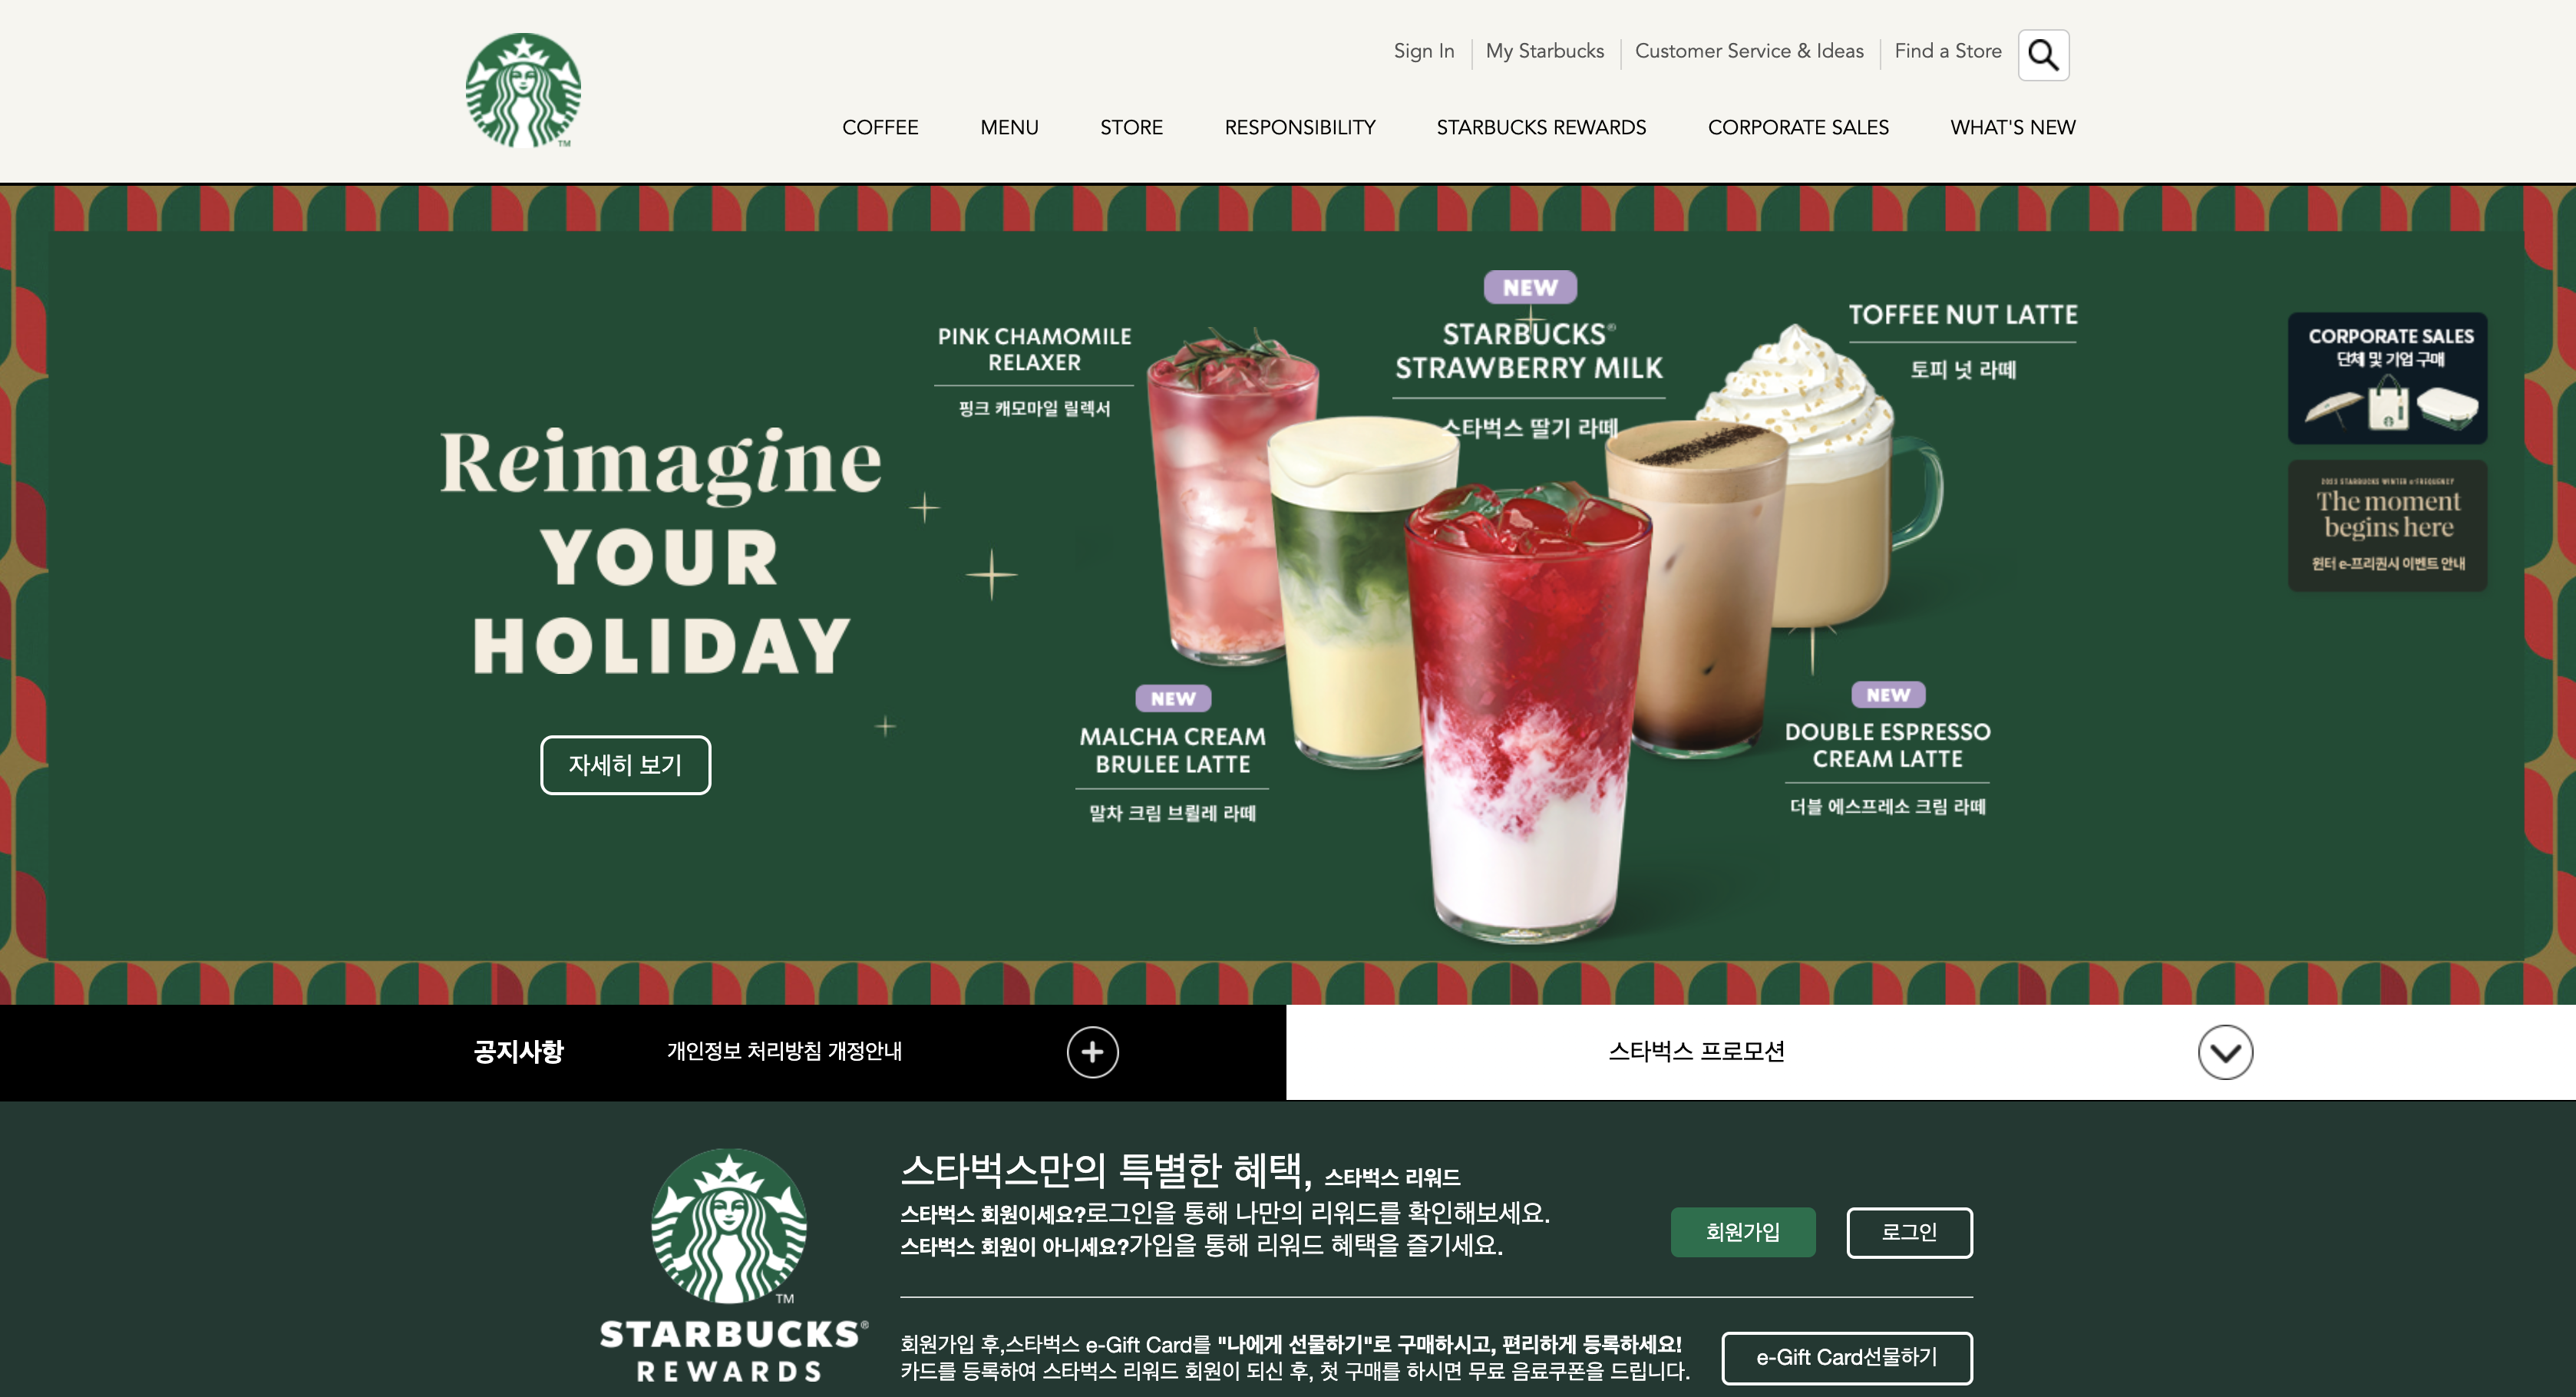 Sign In
My Starbucks
Customer Service & Ideas
Find a Store
TM
COFFEE
MENU
STORE
RESPONSIBILITY
STARBUCKS REWARDS
CORPORATE SALES
WHAT'S NEW
Reimagine
YOUR
HOLIDAY
자세히 보기
PINK CHAMOMILE
RELAXER
핑크 캐모마일 릴렉서
NEW
STARBUCKS®
STRAWBERRY MILK
스타벅스 딸기 라떼
TOFFEE NUT LATTE
토피 넛 라떼
NEW
MALCHA CREAM
BRULEE LATTE
말차 크림 브륄레 라떼
NEW
DOUBLE ESPRESSO
CREAM LATTE
더블 에스프레소 크림 라떼
CORPORATE SALES
단체 및 기업 구매
2023 STARBUCKS WINTER e-FREQUENCY
The moment
begins here
윈터 e-프리퀀시 이벤트 안내
공지사항
개인정보 처리방침 개정안내
스타벅스 프로모션
TM
STARBUCKS®
REWARDS
스타벅스만의 특별한 혜택, 스타벅스 리워드
스타벅스 회원이세요?로그인을 통해 나만의 리워드를 확인해보세요.
스타벅스 회원이 아니세요?가입을 통해 리워드 혜택을 즐기세요.
회원가입
로그인
회원가입 후,스타벅스 e-Gift Card를 "나에게 선물하기"로 구매하시고, 편리하게 등록하세요!
카드를 등록하여 스타벅스 리워드 회원이 되신 후, 첫 구매를 하시면 무료 음료쿠폰을 드립니다.
e-Gift Card선물하기